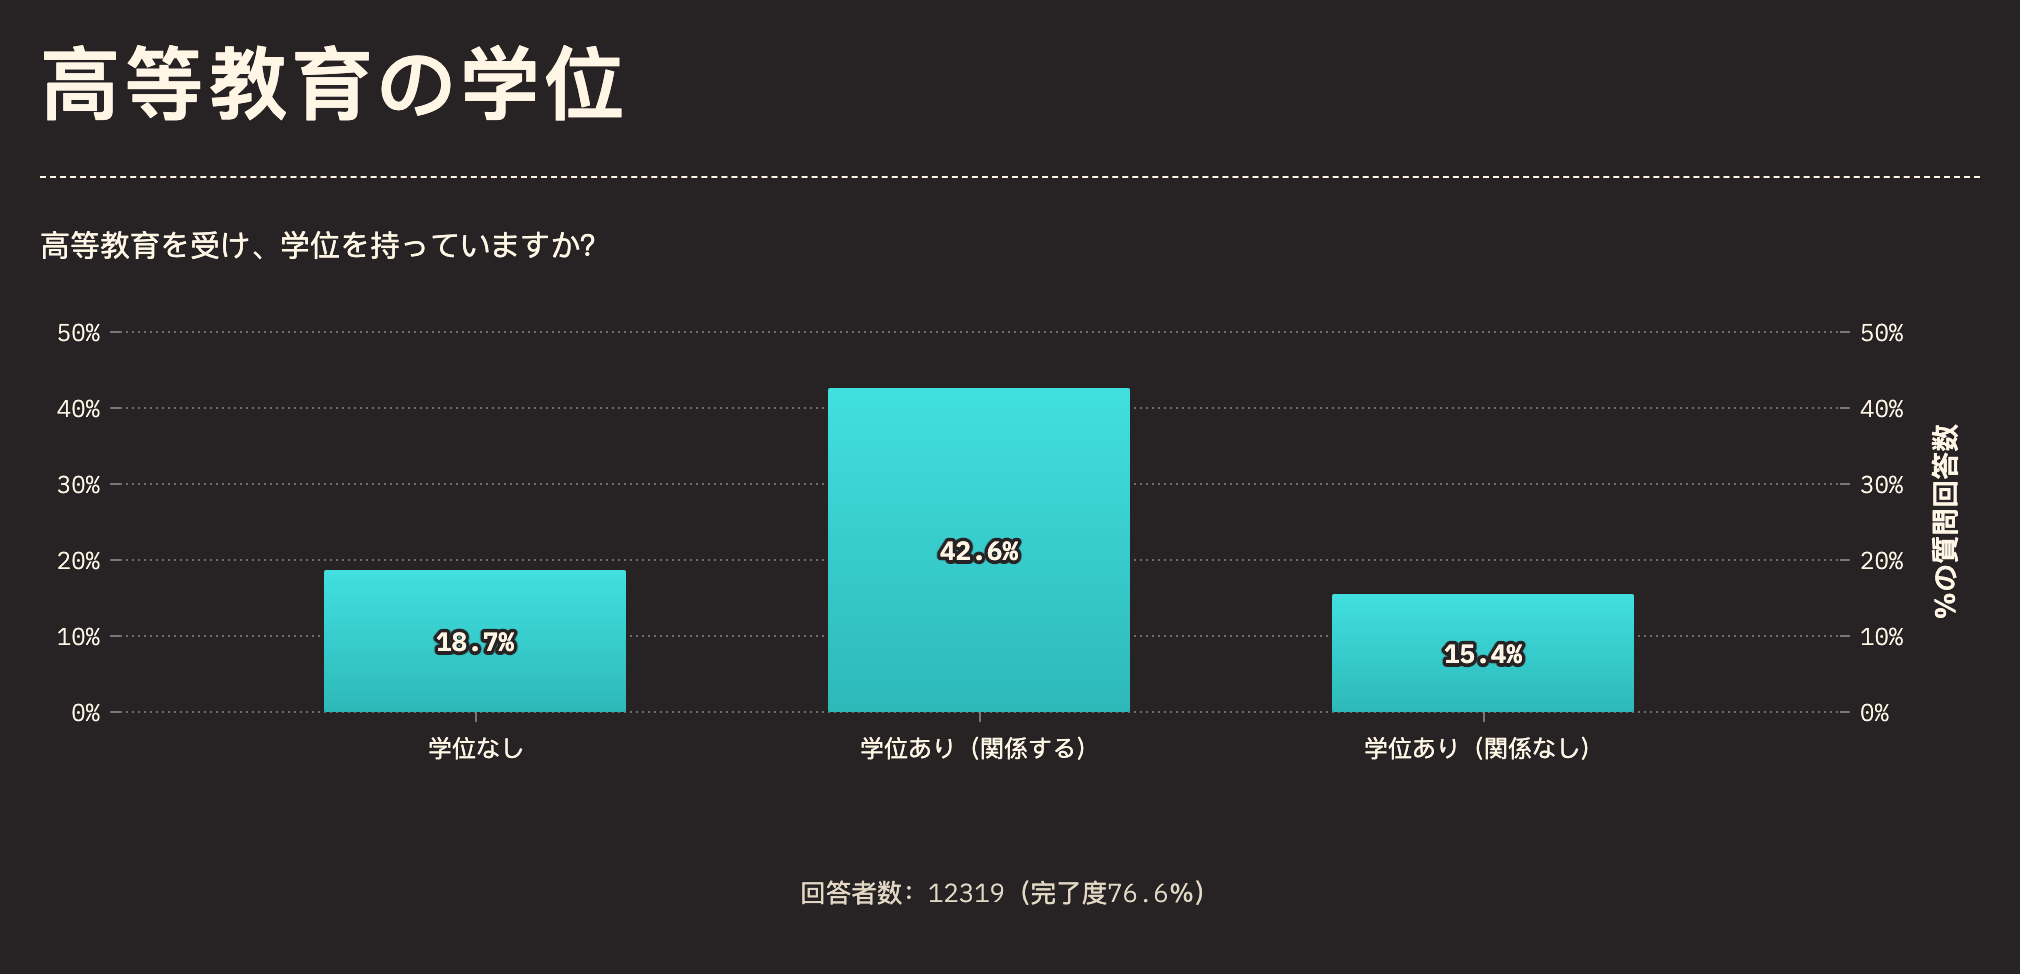 高等教育の学位
高等教育を受け、学位を持っていますか?
50%
40%
30%
20%
10%
0%
50%
40%
30%
20%
10%
0%
%の質問回答数
18.7%
42.6%
15.4%
学位なし
学位あり（関係する）
学位あり（関係なし）
回答者数：12319（完了度76.6%）